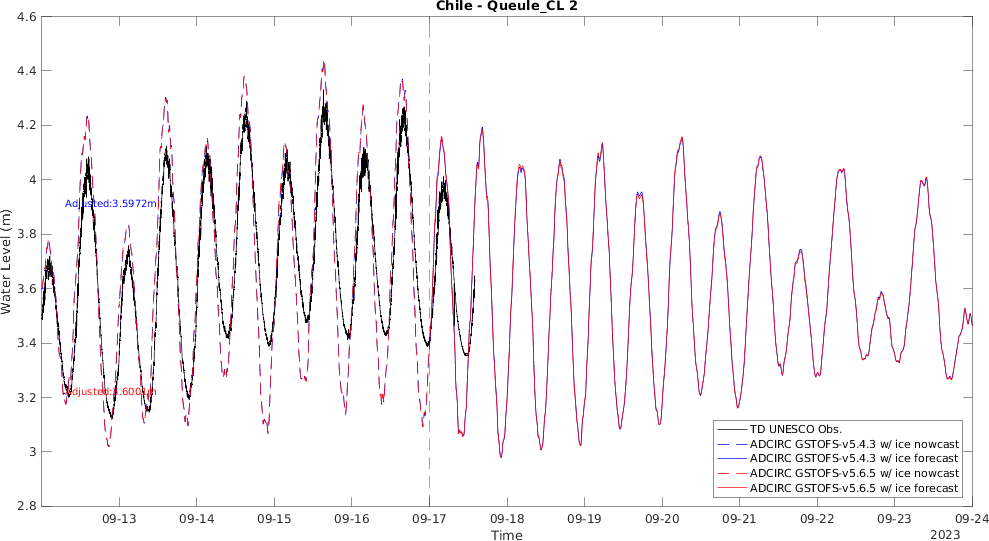 Chile - Queule_CL 2
4.6
4.4
4.2
4
3.8
3.6
3.4
3.2
3
2.8
Water Level (m)
Adjusted:3.5972m
TD UNESCO Obs.
ADCIRC GSTOFS-v5.4.3 w/ ice nowcast
ADCIRC GSTOFS-v5.4.3 w/ ice forecast
ADCIRC GSTOFS-v5.6.5 w/ ice nowcast
ADCIRC GSTOFS-v5.6.5 w/ ice forecast
09-13 09-14 09-15 09-16 09-17 09-18 09-19 09-20 09-21 09-22 09-23 09-24
Time
2023